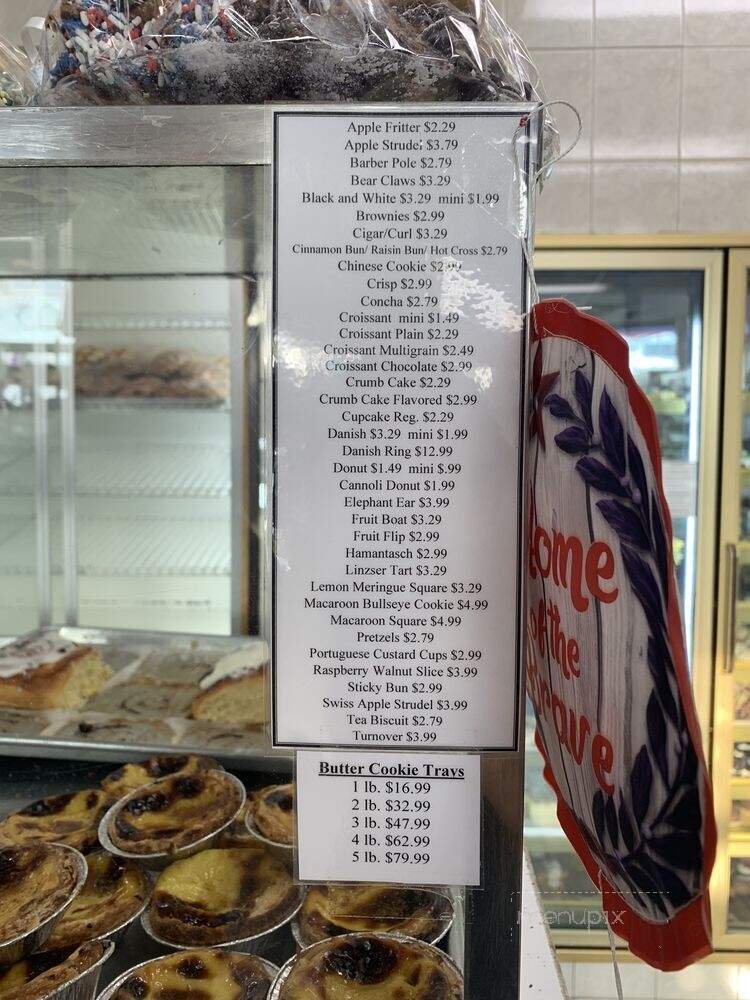 Apple Fritter $2.29
Apple Strudel $3.79
Barber Pole $2.79
Bear Claws $3.29
Black and White $3.29 mini $1.99
Brownies $2.99
Cigar/Curl $3.29
Cinnamon Bun/ Raisin Bun/ Hot Cross $2.79
Chinese Cookie $2.99
Crisp $2.99
Concha $2.79
Croissant mini $1.49
Croissant Plain $2.29
Croissant Multigrain $2.49
Croissant Chocolate $2.99
Crumb Cake $2.29
Crumb Cake Flavored $2.99
Cupcake Reg. $2.29
Danish $3.29 mini $1.99
Danish Ring $12.99
Donut $1.49 mini $.99
Cannoli Donut $1.99
Elephant Ear $3.99
Fruit Boat $3.29
Fruit Flip $2.99
Hamantasch $2.99
Linzser Tart $3.29
Lemon Meringue Square $3.29
Macaroon Bullseye Cookie $4.99
Macaroon Square $4.99
Pretzels $2.79
Portuguese Custard Cups $2.99
Raspberry Walnut Slice $3.99
Sticky Bun $2.99
Swiss Apple Strudel $3.99
Tea Biscuit $2.79
Turnover $3.99
Butter Cookie Trays
1 lb. $16.99
2 lb. $32.99
3 lb. $47.99
4 lb. $62.99
5 lb. $79.99
ome
of the
brave
menupix